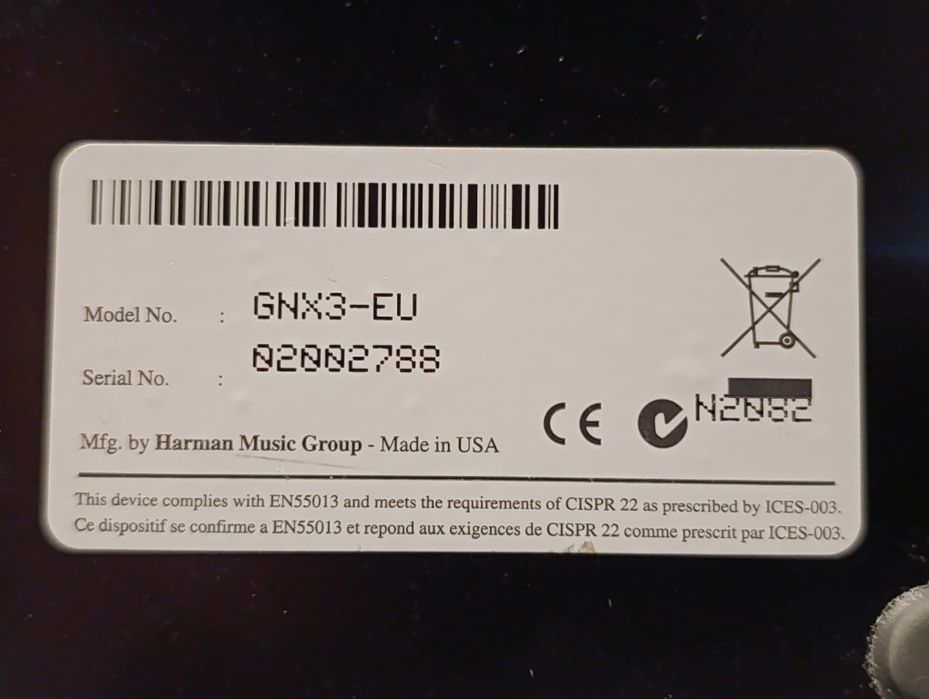 Model No. : GNX3-EU
Serial No. : 02002788
CE N2082
Mfg. by Harman Music Group - Made in USA
This device complies with EN55013 and meets the requirements of CISPR 22 as prescribed by ICES-003.
Ce dispositif se confirme a EN55013 et repond aux exigences de CISPR 22 comme prescrit par ICES-003.